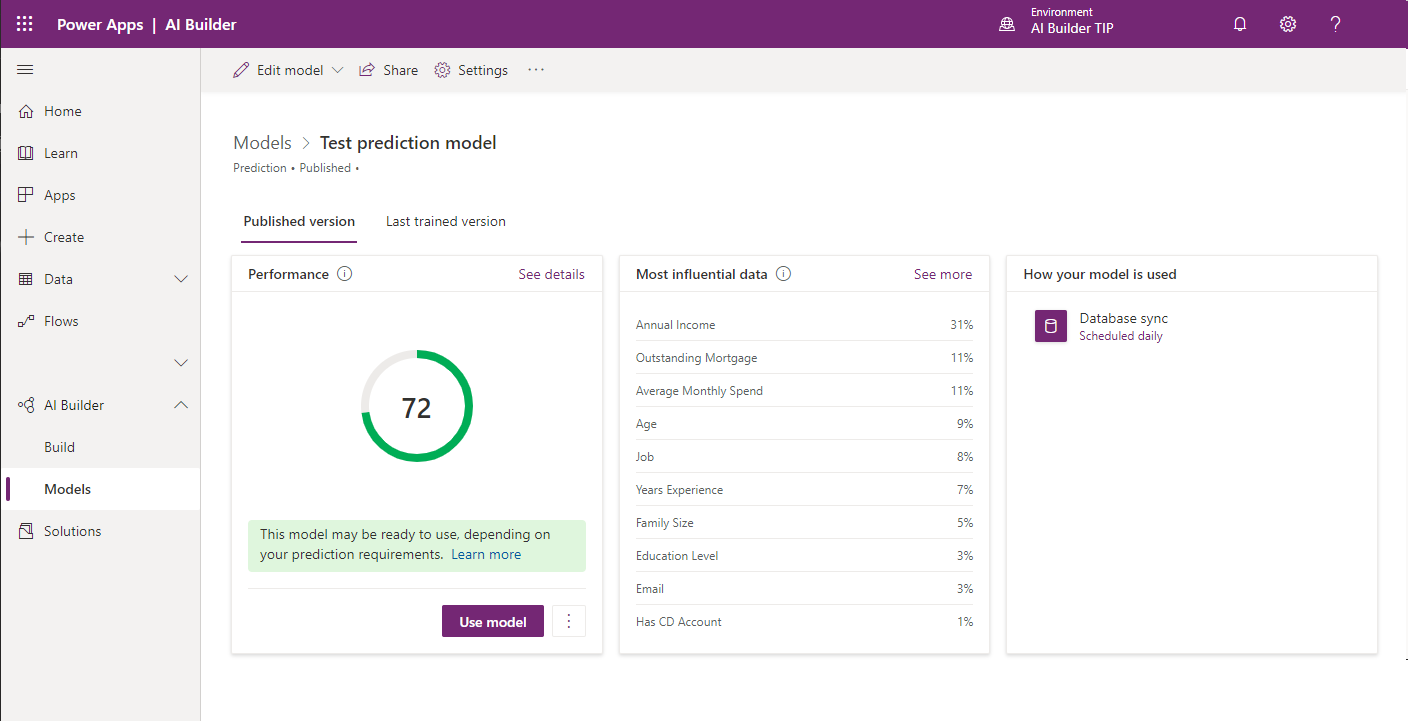 Power Apps | AI Builder
Environment
AI Builder TIP
?
Edit model
Share
Settings
···
Home
Learn
Apps
Create
Data
Flows
AI Builder
Build
Models
Solutions
Models > Test prediction model
Prediction • Published •
Published version
Last trained version
Performance
See details
72
This model may be ready to use, depending on
your prediction requirements. Learn more
Use model
Most influential data
See more
Annual Income 31%
Outstanding Mortgage 11%
Average Monthly Spend 11%
Age 9%
Job 8%
Years Experience 7%
Family Size 5%
Education Level 3%
Email 3%
Has CD Account 1%
How your model is used
Database sync
Scheduled daily